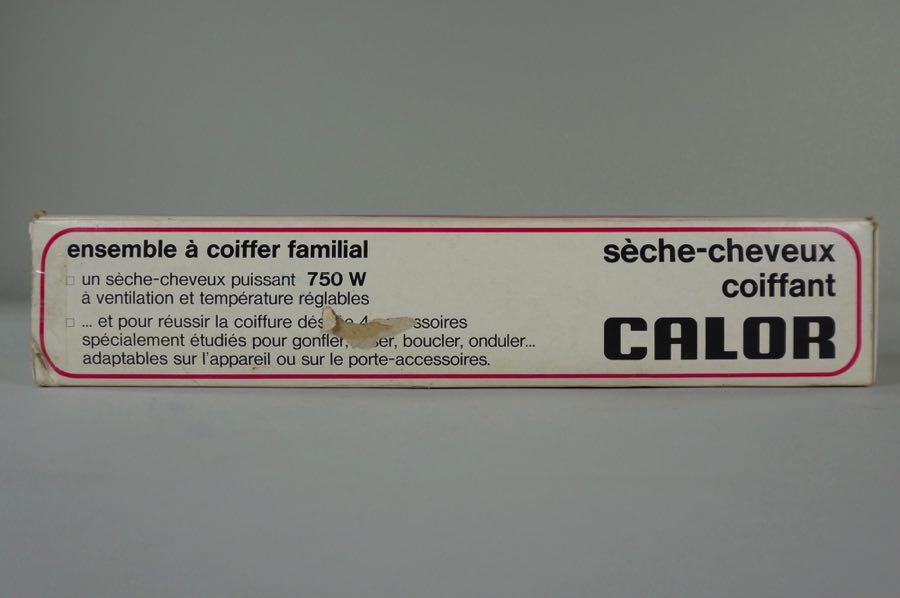 ensemble à coiffer familial
un sèche-cheveux puissant 750 W
à ventilation et température réglables
... et pour réussir la coiffure 4
spécialement étudiés pour gonfler, boucler, onduler...
adaptables sur l'appareil ou sur le porte-accessoires.
sèche-cheveux
coiffant
CALOR